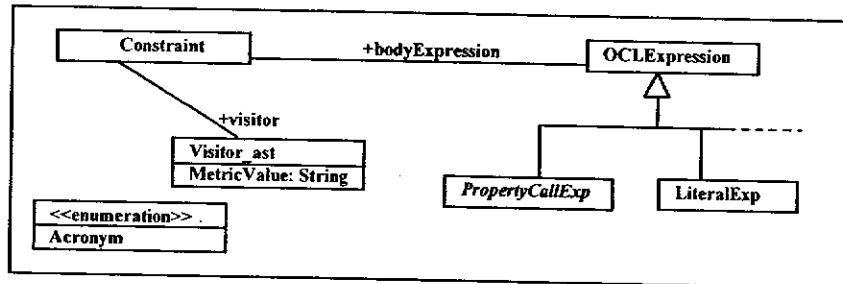 Constraint
+bodyExpression
OCLExpression
+visitor
Visitor_ast
MetricValue: String
PropertyCallExp
LiteralExp
<<enumeration>>
Acronym